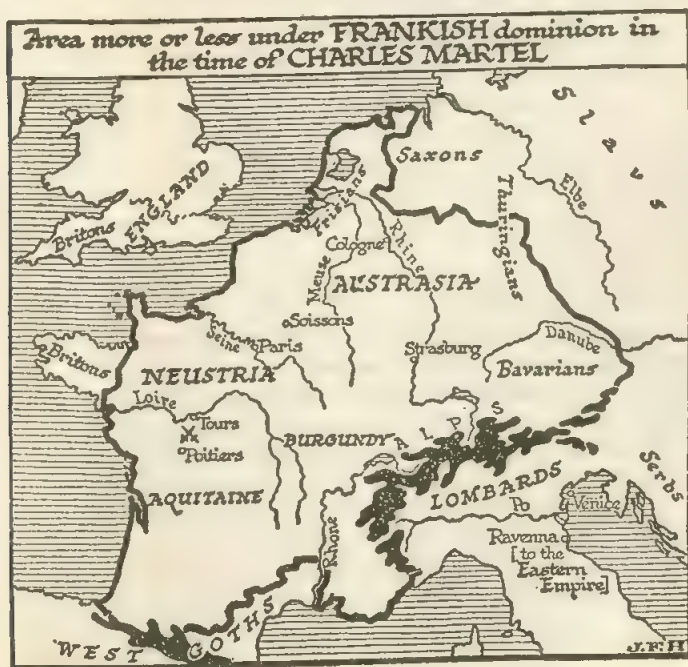 Area more or less under FRANKISH dominion in
the time of CHARLES MARTEL
Slavs
Saxons
Elbe
Thuringians
ENGLAND
Britons
Frisians
Cologne
Rhine
Meuse
AUSTRASIA
Soissons
Seine
Paris
Strasburg
Danube
Bavarians
Britons
NEUSTRIA
Loire
Tours
Poitiers
BURGUNDY
ALPS
AQUITAINE
LOMBARDS
Serbs
Po
Venice
Rhone
Ravenna
[to the
Eastern
Empire]
WEST GOTHS
J.F.H